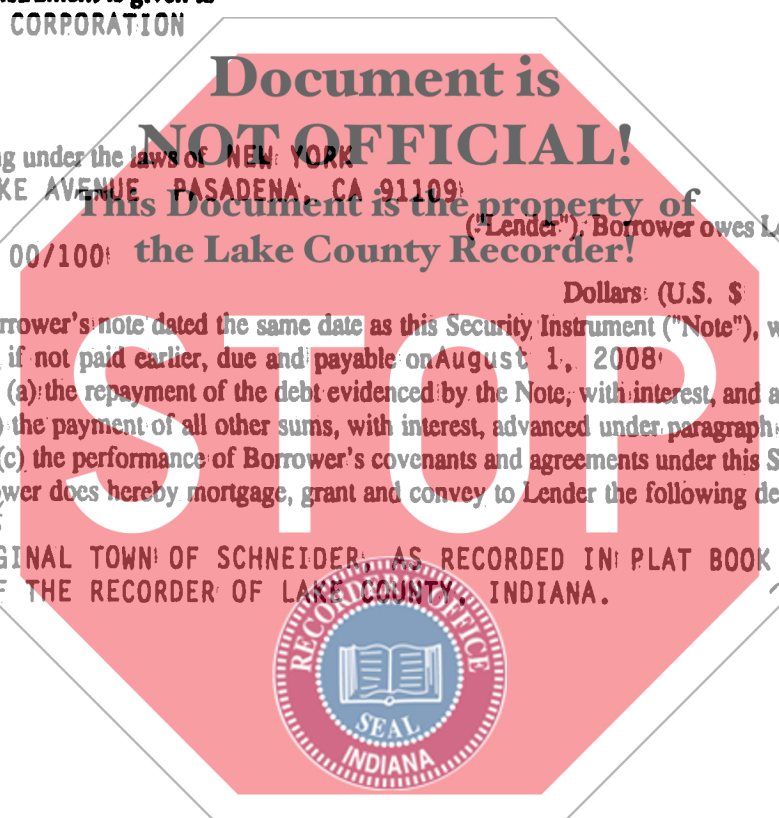 CORPORATION
Document is
NOT OFFICIAL!
ng under the laws of NEW YORK
KE AVENUE PASADENA, CA 91109
This Document is the property of
("Lender"). Borrower owes Le
00/100 the Lake County Recorder!
Dollars (U.S. $
rrower's note dated the same date as this Security Instrument ("Note"), w
if not paid earlier, due and payable on August 1, 2008
(a) the repayment of the debt evidenced by the Note, with interest, and a
the payment of all other sums, with interest, advanced under paragraph
(c) the performance of Borrower's covenants and agreements under this S
wer does hereby mortgage, grant and convey to Lender the following de
STOP
GINAL TOWN OF SCHNEIDER, AS RECORDED IN PLAT BOOK
F THE RECORDER OF LAKE COUNTY, INDIANA.
RECORDER'S OFFICE
SEAL
INDIANA